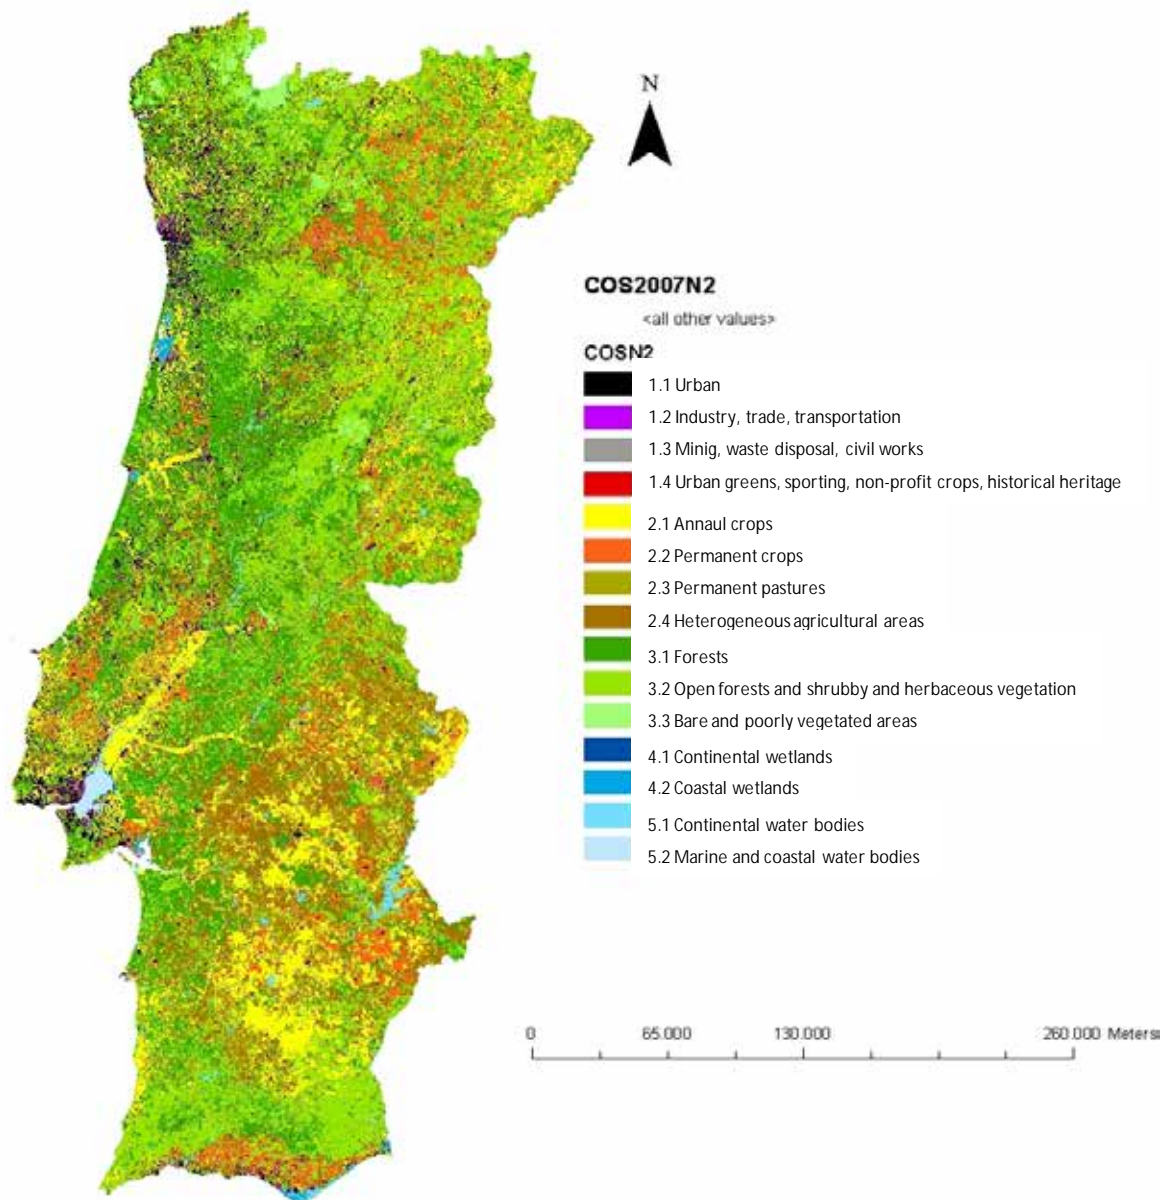 N
COS2007N2
<all other values>
COSN2
1.1 Urban
1.2 Industry, trade, transportation
1.3 Minig, waste disposal, civil works
1.4 Urban greens, sporting, non-profit crops, historical heritage
2.1 Annaul crops
2.2 Permanent crops
2.3 Permanent pastures
2.4 Heterogeneous agricultural areas
3.1 Forests
3.2 Open forests and shrubby and herbaceous vegetation
3.3 Bare and poorly vegetated areas
4.1 Continental wetlands
4.2 Coastal wetlands
5.1 Continental water bodies
5.2 Marine and coastal water bodies
0 65.000 130.000 260.000 Meters